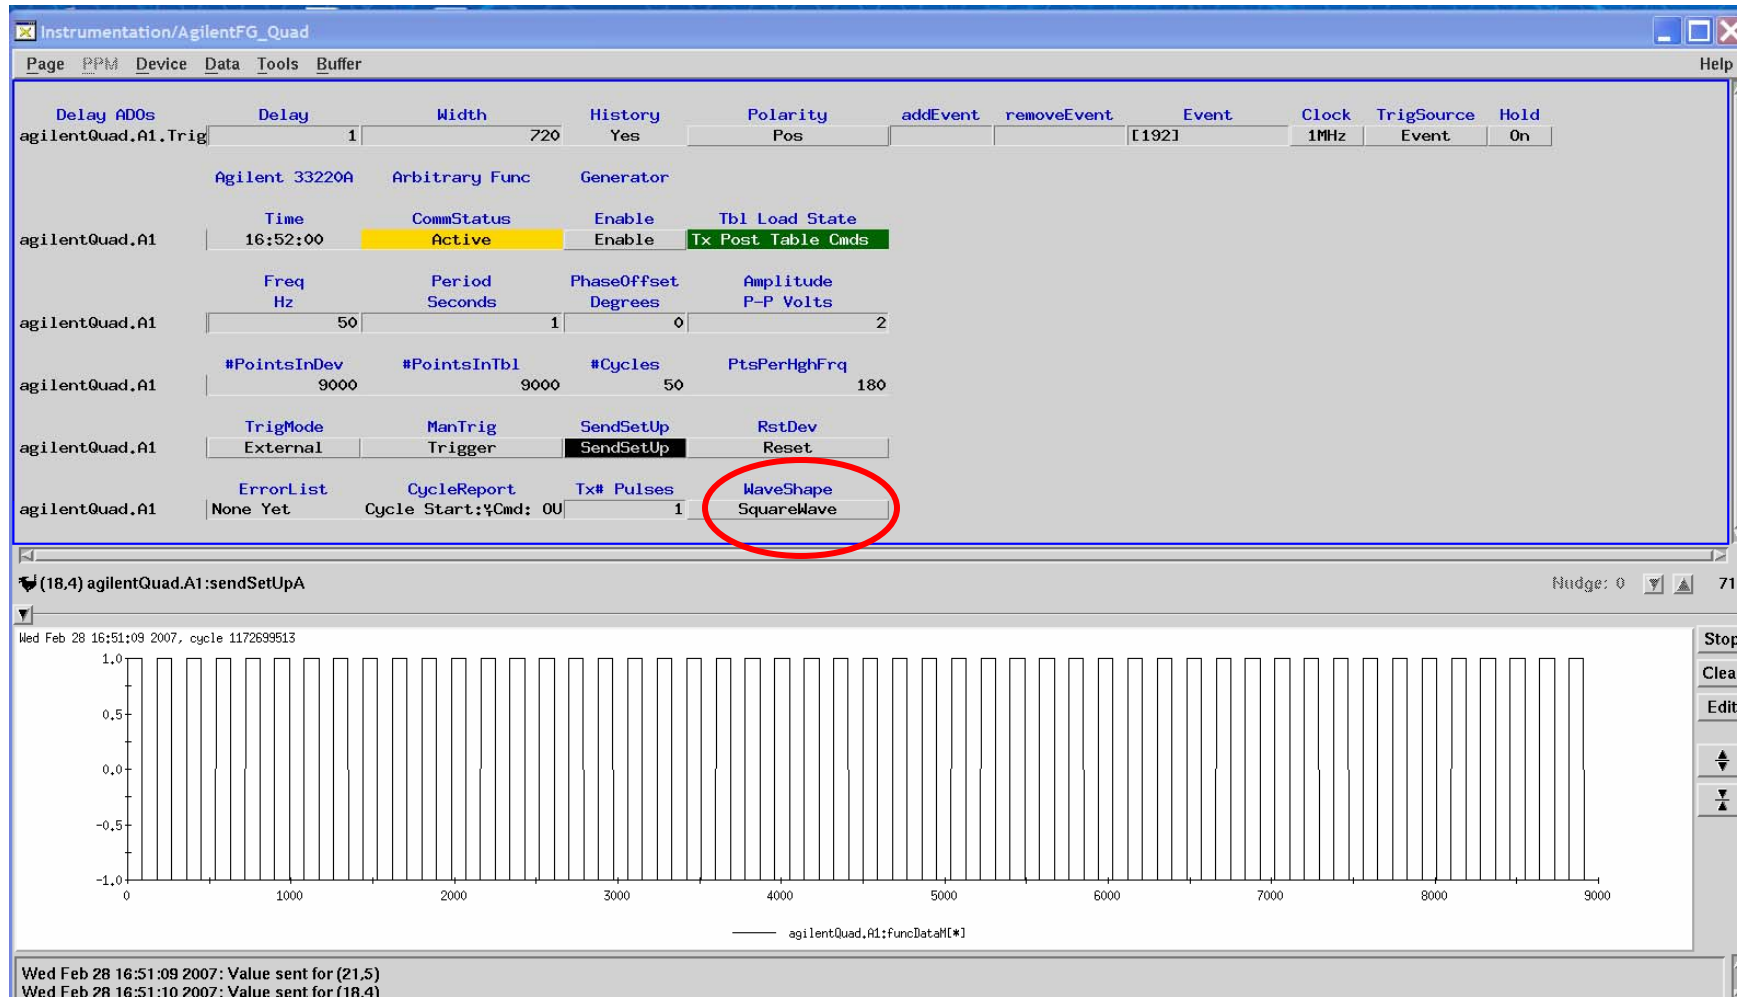 Instrumentation/AgilentFG_Quad
Page PPM Device Data Tools Buffer Help
Delay ADOs Delay Width History Polarity addEvent removeEvent Event Clock TrigSource Hold
agilentQuad.A1.Trig 1 720 Yes Pos [192] 1MHz Event On
Agilent 33220A Arbitrary Func Generator
Time CommStatus Enable Tbl Load State
agilentQuad.A1 16:52:00 Active Enable Tx Post Table Cmds
Freq Period PhaseOffset Amplitude
Hz Seconds Degrees P-P Volts
agilentQuad.A1 50 1 0 2
#PointsInDev #PointsInTbl #Cycles PtsPerHghFrq
agilentQuad.A1 9000 9000 50 180
TrigMode ManTrig SendSetUp RstDev
agilentQuad.A1 External Trigger SendSetUp Reset
ErrorList CycleReport Tx# Pulses WaveShape
agilentQuad.A1 None Yet Cycle Start: Cmd: OU 1 SquareWave
(18,4) agilentQuad.A1:sendSetUpA Nudge: 0 71
Wed Feb 28 16:51:09 2007, cycle 1172699513
Stop
Clea
Edit
1.0
0.5
0.0
-0.5
-1.0
0 1000 2000 3000 4000 5000 6000 7000 8000 9000
agilentQuad.A1:funcDataM[*]
Wed Feb 28 16:51:09 2007: Value sent for (21,5)
Wed Feb 28 16:51:10 2007: Value sent for (18,4)